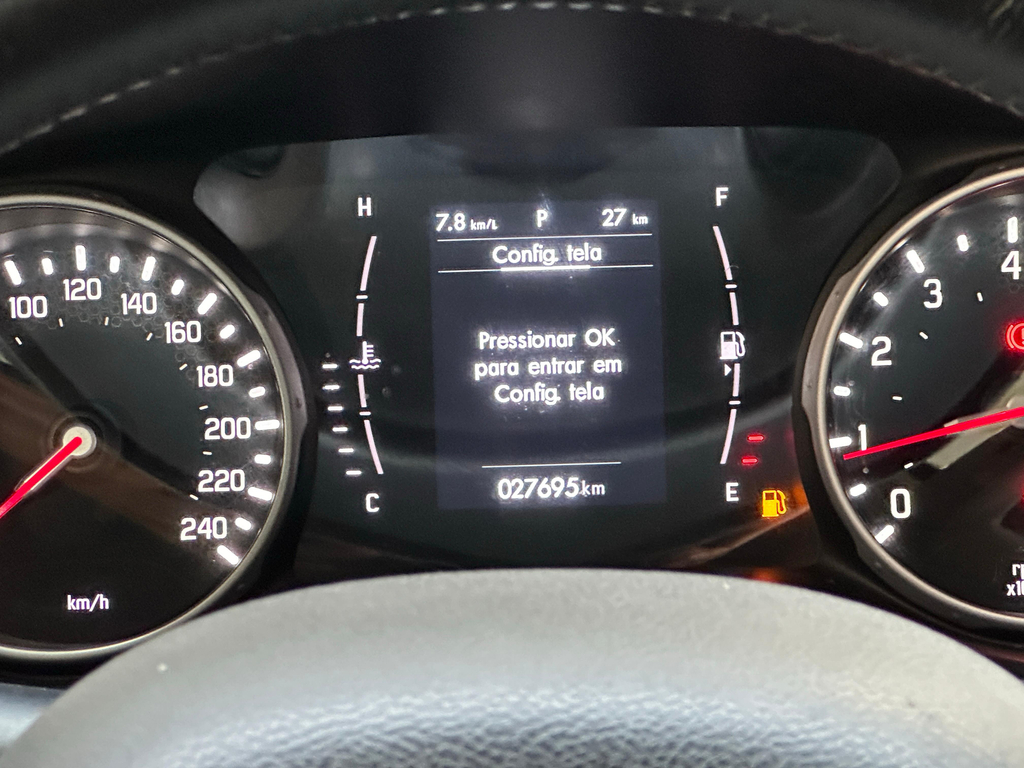 H
F
7.8 km/L P 27 km
Config. tela
Pressionar OK
para entrar em
Config. tela
027695 km
C
E
100
120
140
160
180
200
220
240
km/h
4
3
2
1
0